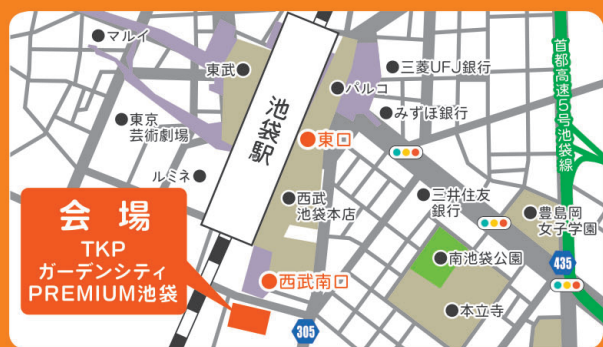 マルイ
東武
東京
芸術劇場
ルミネ
池袋駅
パルコ
三菱UFJ銀行
みずほ銀行
東口
首都高速5号池袋線
西武
池袋本店
三井住友
銀行
豊島岡
女子学園
南池袋公園
435
西武南口
本立寺
305
会場
TKP
ガーデンシティ
PREMIUM池袋